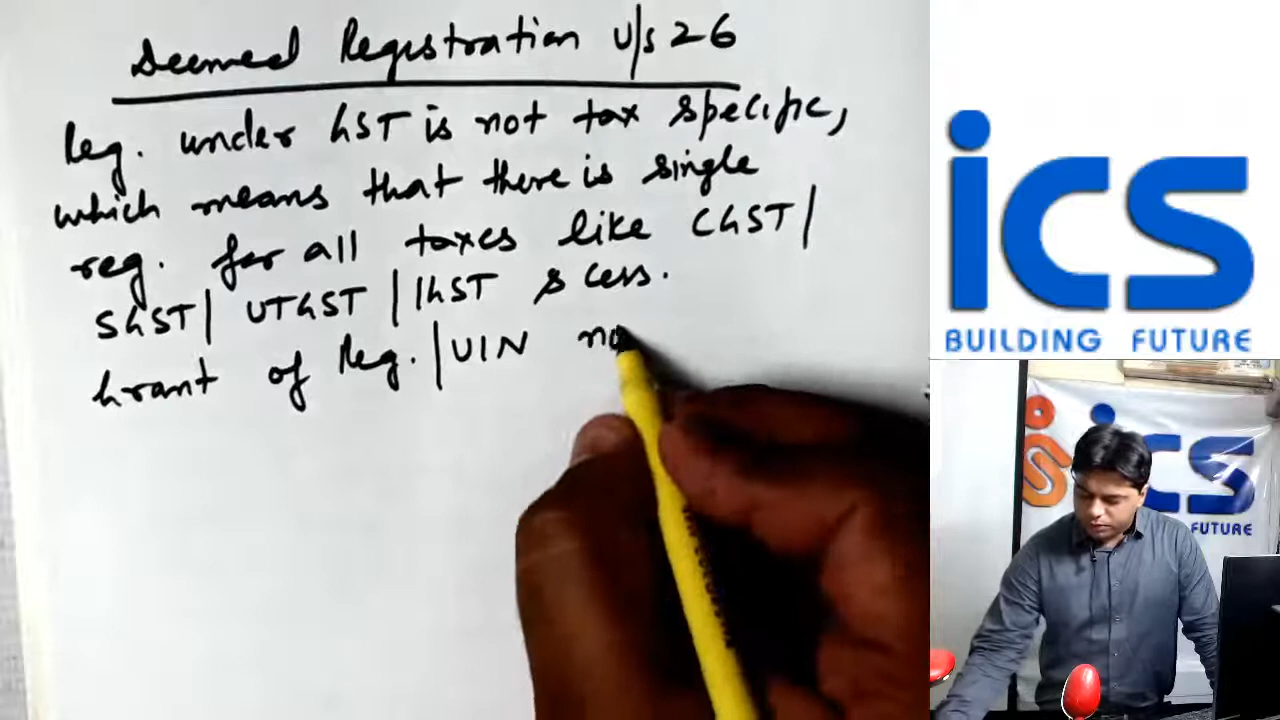 Deemed Registration u/s 26
Reg. under GST is not tax specific,
which means that there is single
reg. for all taxes like CGST/
SGST/ UTGST /IGST & Cess.
Grant of Reg./UIN no
ics
BUILDING FUTURE
ics
FUTURE